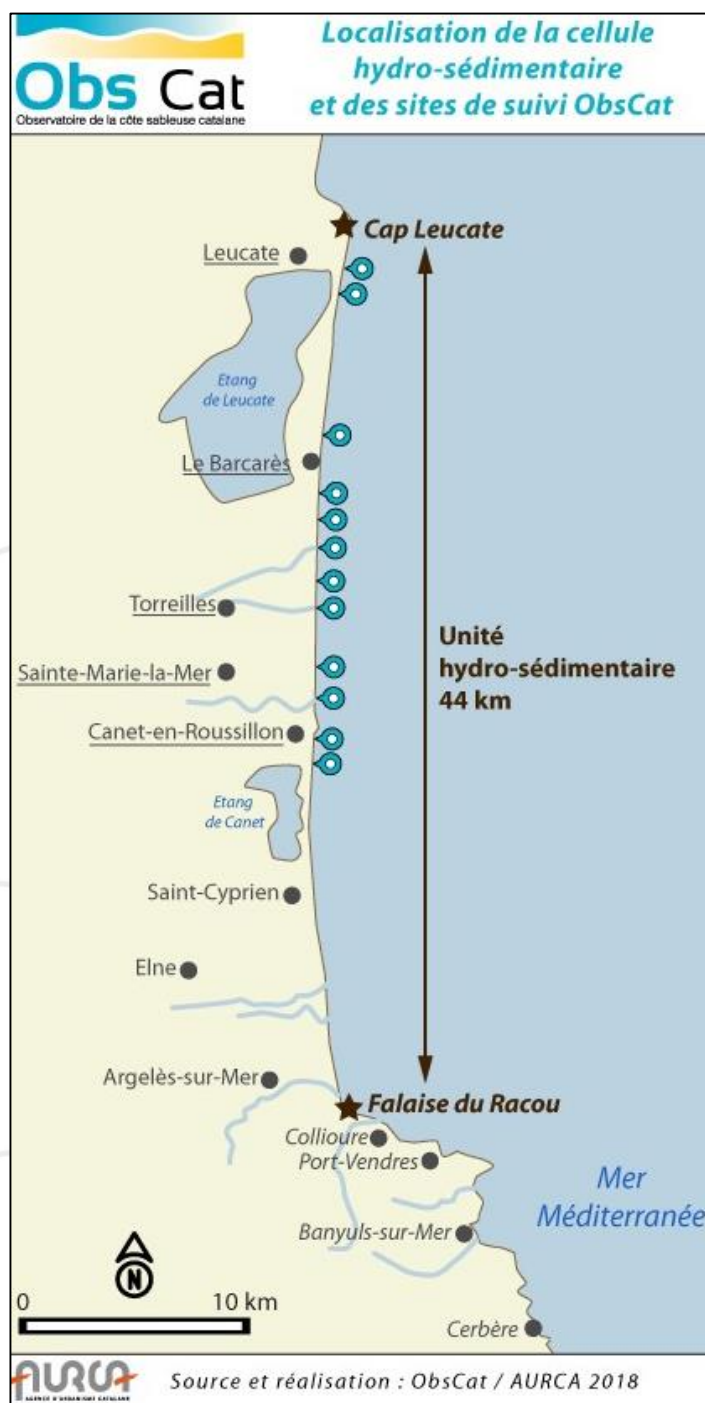 Obs Cat
Observatoire de la côte sableuse catalane
Localisation de la cellule
hydro-sédimentaire
et des sites de suivi ObsCat
Cap Leucate
Leucate
Etang
de Leucate
Le Barcarès
Torreilles
Unité
hydro-sédimentaire
44 km
Sainte-Marie-la-Mer
Canet-en-Roussillon
Etang
de Canet
Saint-Cyprien
Elne
Argelès-sur-Mer
Falaise du Racou
Collioure
Port-Vendres
Mer
Méditerranée
Banyuls-sur-Mer
N
0 10 km
Cerbère
AURCA
AGENCE D'URBANISME CATALANE
Source et réalisation : ObsCat / AURCA 2018